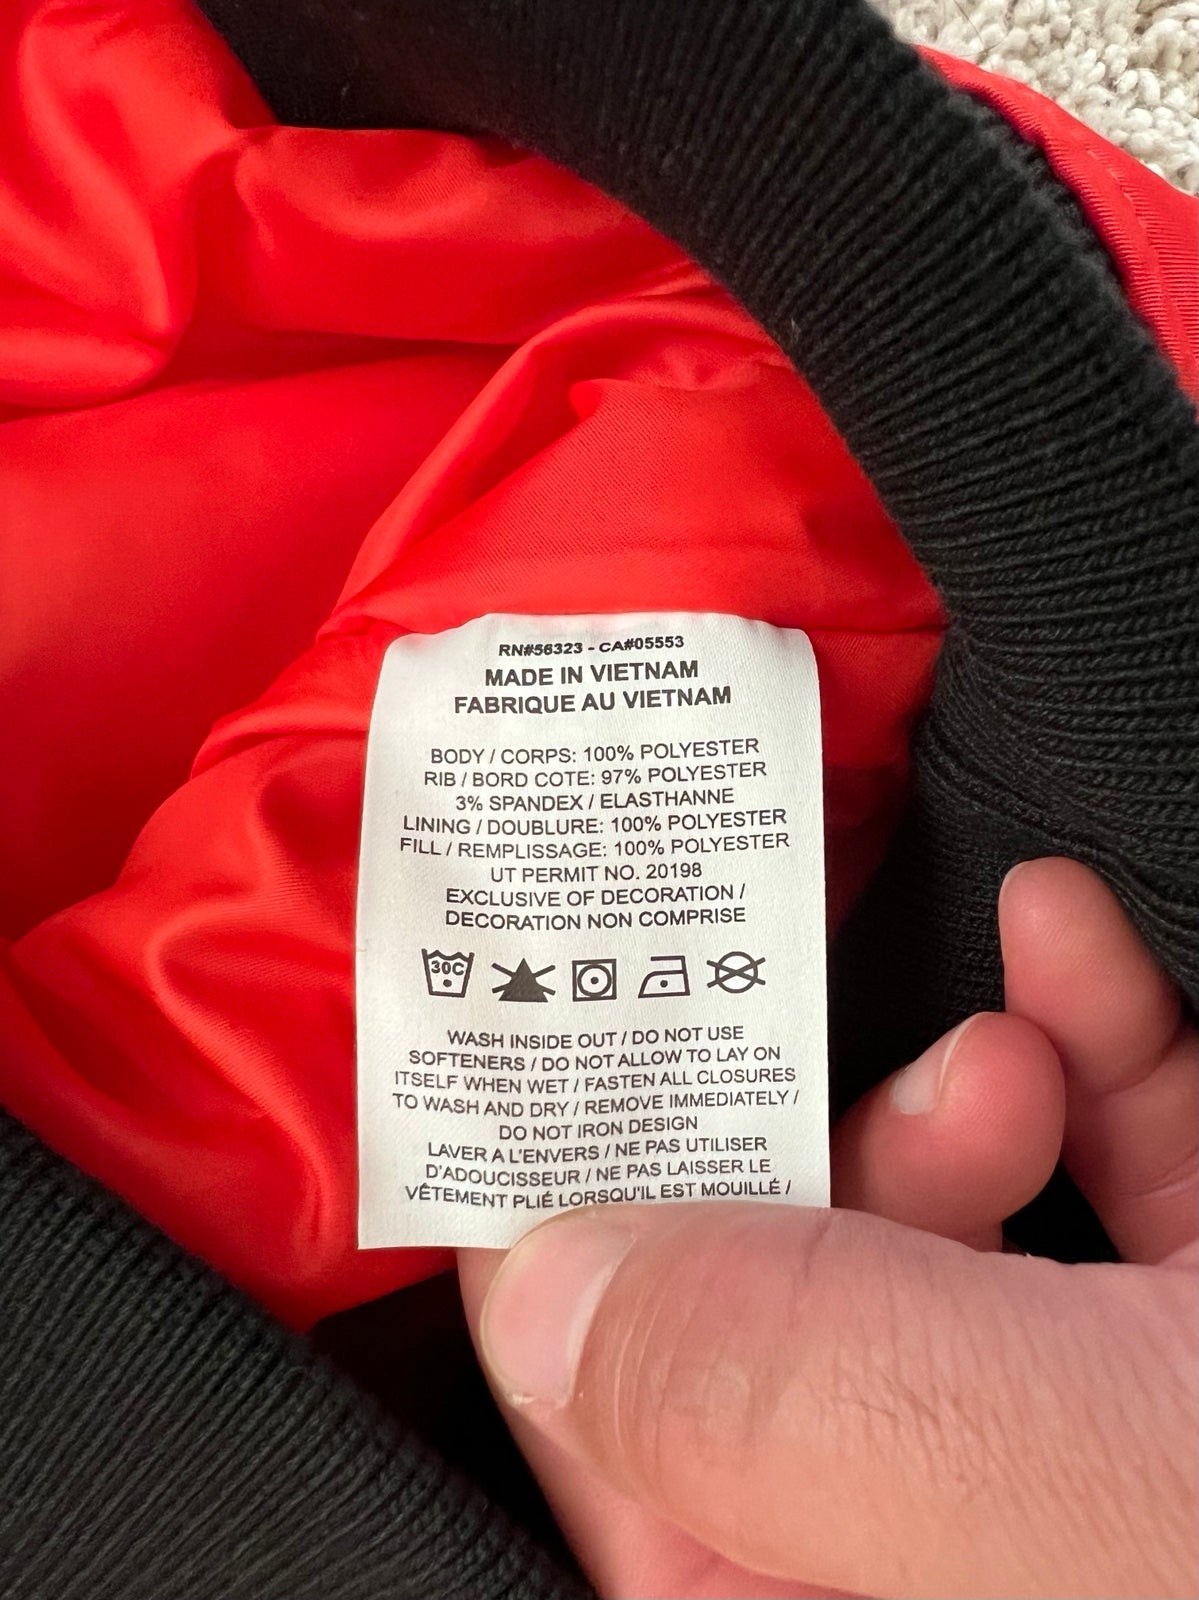 RN#56323 - CA#05553
MADE IN VIETNAM
FABRIQUE AU VIETNAM
BODY / CORPS: 100% POLYESTER
RIB / BORD COTE: 97% POLYESTER
3% SPANDEX / ELASTHANNE
LINING / DOUBLURE: 100% POLYESTER
FILL / REMPLISSAGE: 100% POLYESTER
UT PERMIT NO. 20198
EXCLUSIVE OF DECORATION /
DECORATION NON COMPRISE
30C
WASH INSIDE OUT / DO NOT USE
SOFTENERS / DO NOT ALLOW TO LAY ON
ITSELF WHEN WET / FASTEN ALL CLOSURES
TO WASH AND DRY / REMOVE IMMEDIATELY /
DO NOT IRON DESIGN
LAVER A L'ENVERS / NE PAS UTILISER
D'ADOUCISSEUR / NE PAS LAISSER LE
VÊTEMENT PLIÉ LORSQU'IL EST MOUILLÉ /